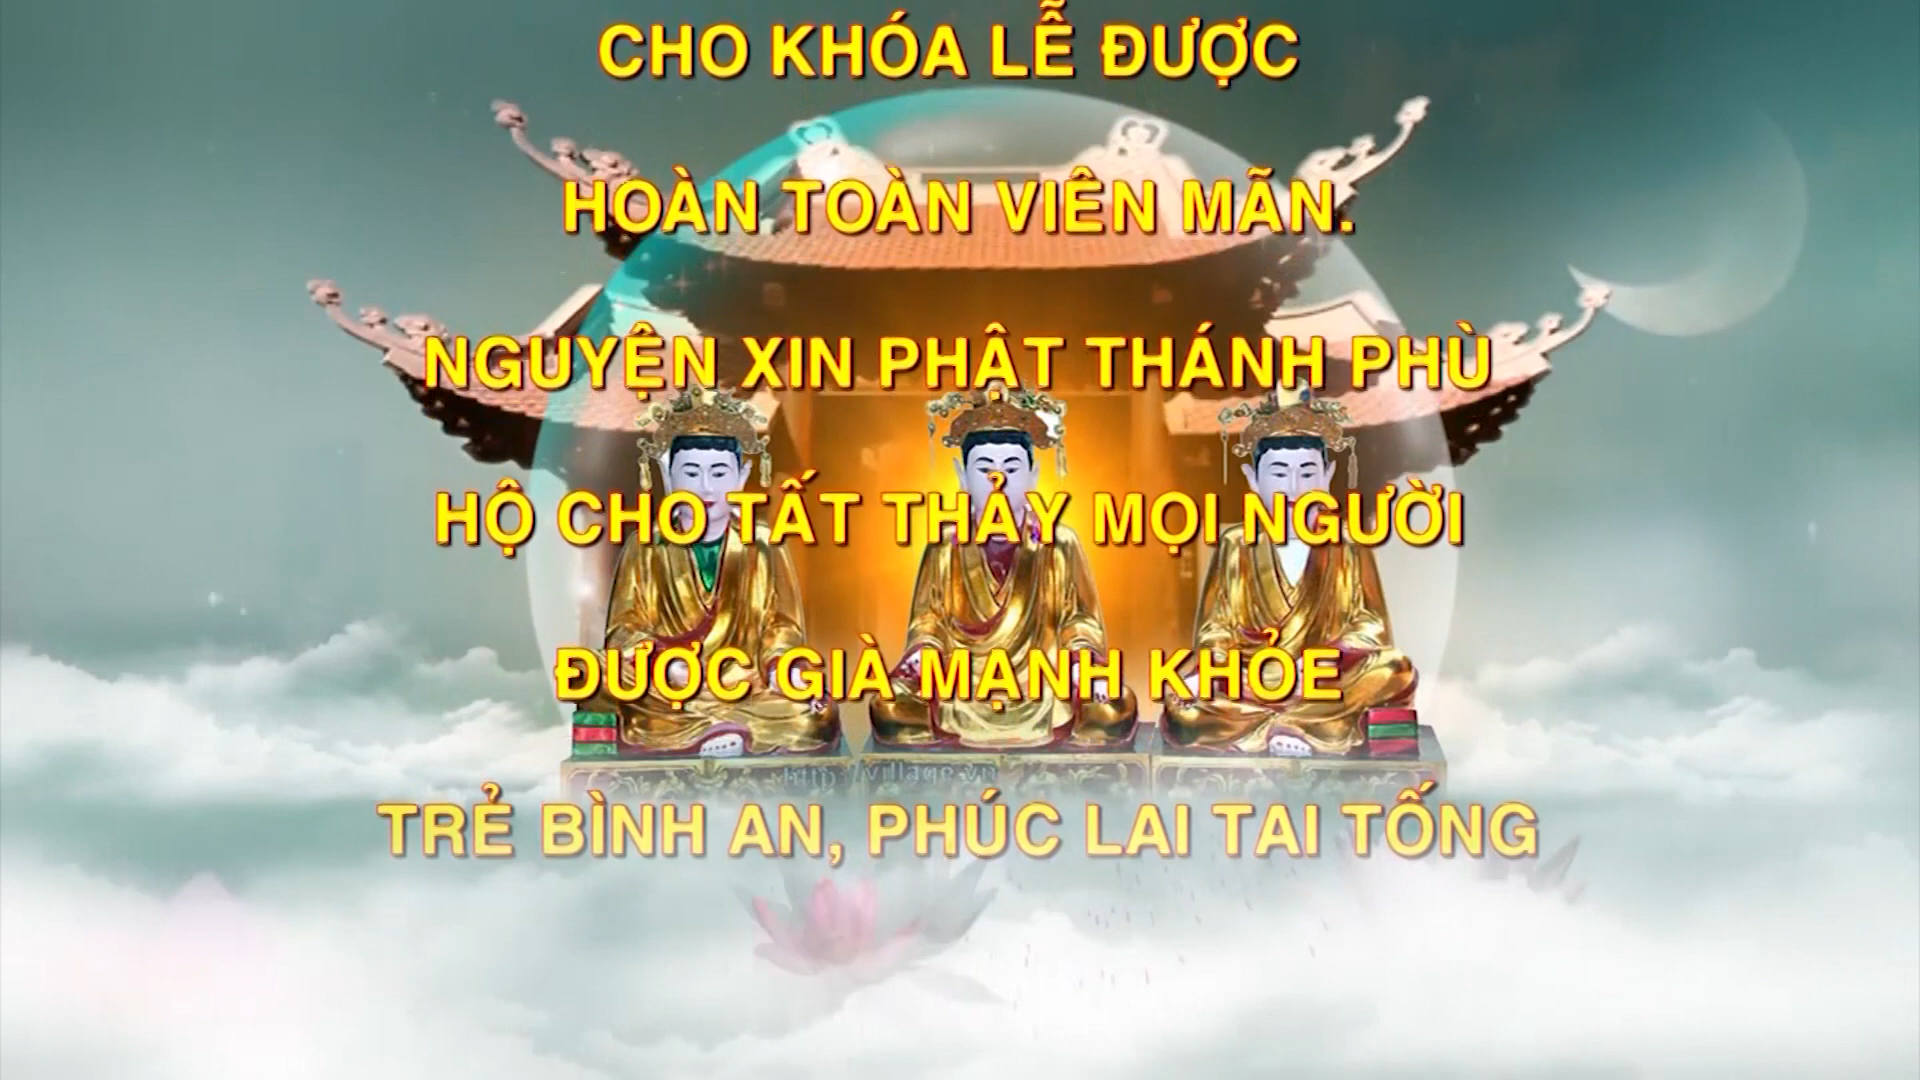 CHO KHÓA LỄ ĐƯỢC
HOÀN TOÀN VIÊN MÃN.
NGUYỆN XIN PHẬT THÁNH PHÙ
HỘ CHO TẤT THẢY MỌI NGƯỜI
ĐƯỢC GIÀ MẠNH KHỎE
TRẺ BÌNH AN, PHÚC LAI TAI TỐNG